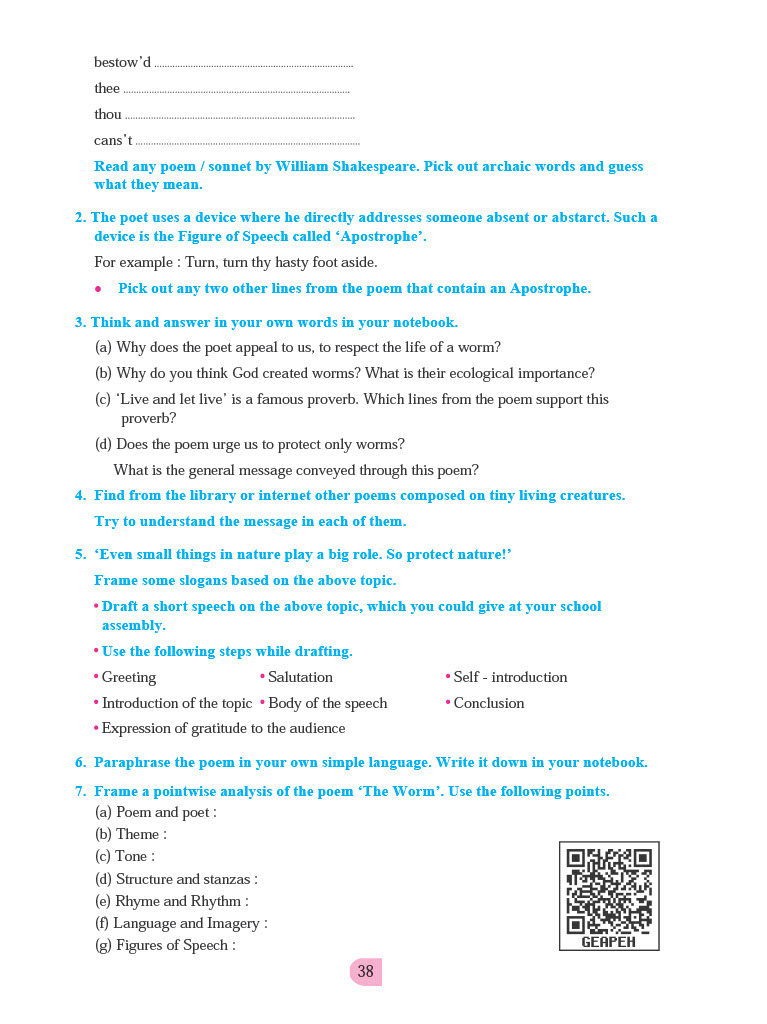 bestow’d ..............................................................................
thee .........................................................................................
thou ..........................................................................................
cans’t ........................................................................................
Read any poem / sonnet by William Shakespeare. Pick out archaic words and guess
what they mean.
2. The poet uses a device where he directly addresses someone absent or abstarct. Such a
device is the Figure of Speech called ‘Apostrophe’.
For example : Turn, turn thy hasty foot aside.
• Pick out any two other lines from the poem that contain an Apostrophe.
3. Think and answer in your own words in your notebook.
(a) Why does the poet appeal to us, to respect the life of a worm?
(b) Why do you think God created worms? What is their ecological importance?
(c) ‘Live and let live’ is a famous proverb. Which lines from the poem support this
proverb?
(d) Does the poem urge us to protect only worms?
What is the general message conveyed through this poem?
4. Find from the library or internet other poems composed on tiny living creatures.
Try to understand the message in each of them.
5. ‘Even small things in nature play a big role. So protect nature!’
Frame some slogans based on the above topic.
• Draft a short speech on the above topic, which you could give at your school
assembly.
• Use the following steps while drafting.
• Greeting • Salutation • Self - introduction
• Introduction of the topic • Body of the speech • Conclusion
• Expression of gratitude to the audience
6. Paraphrase the poem in your own simple language. Write it down in your notebook.
7. Frame a pointwise analysis of the poem ‘The Worm’. Use the following points.
(a) Poem and poet :
(b) Theme :
(c) Tone :
(d) Structure and stanzas :
(e) Rhyme and Rhythm :
(f) Language and Imagery :
(g) Figures of Speech :
GEAPEH
38